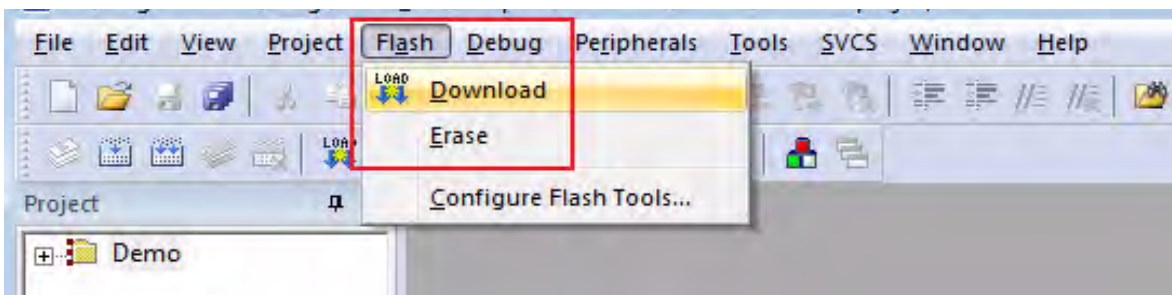 File Edit View Project Flash Debug Peripherals Tools SVCS Window Help
LOAD Download
Erase
LOAD
Configure Flash Tools...
Project
Demo